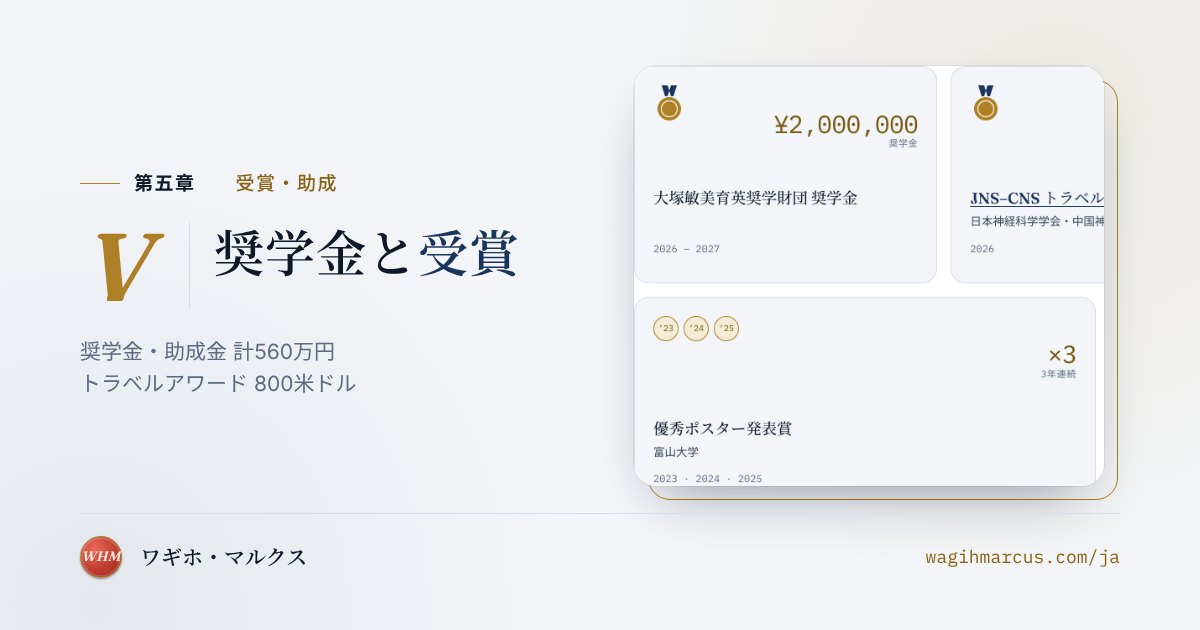 第五章 受賞・助成
V
奨学金と受賞
奨学金・助成金 計560万円
トラベルアワード 800米ドル
¥2,000,000
奨学金
大塚敏美育英奨学財団 奨学金
2026 – 2027
JNS–CNS トラベル
日本神経科学学会・中国神
2026
'23 '24 '25
×3
3年連続
優秀ポスター発表賞
富山大学
2023 · 2024 · 2025
WHM
ワギホ・マルクス
wagihmarcus.com/ja